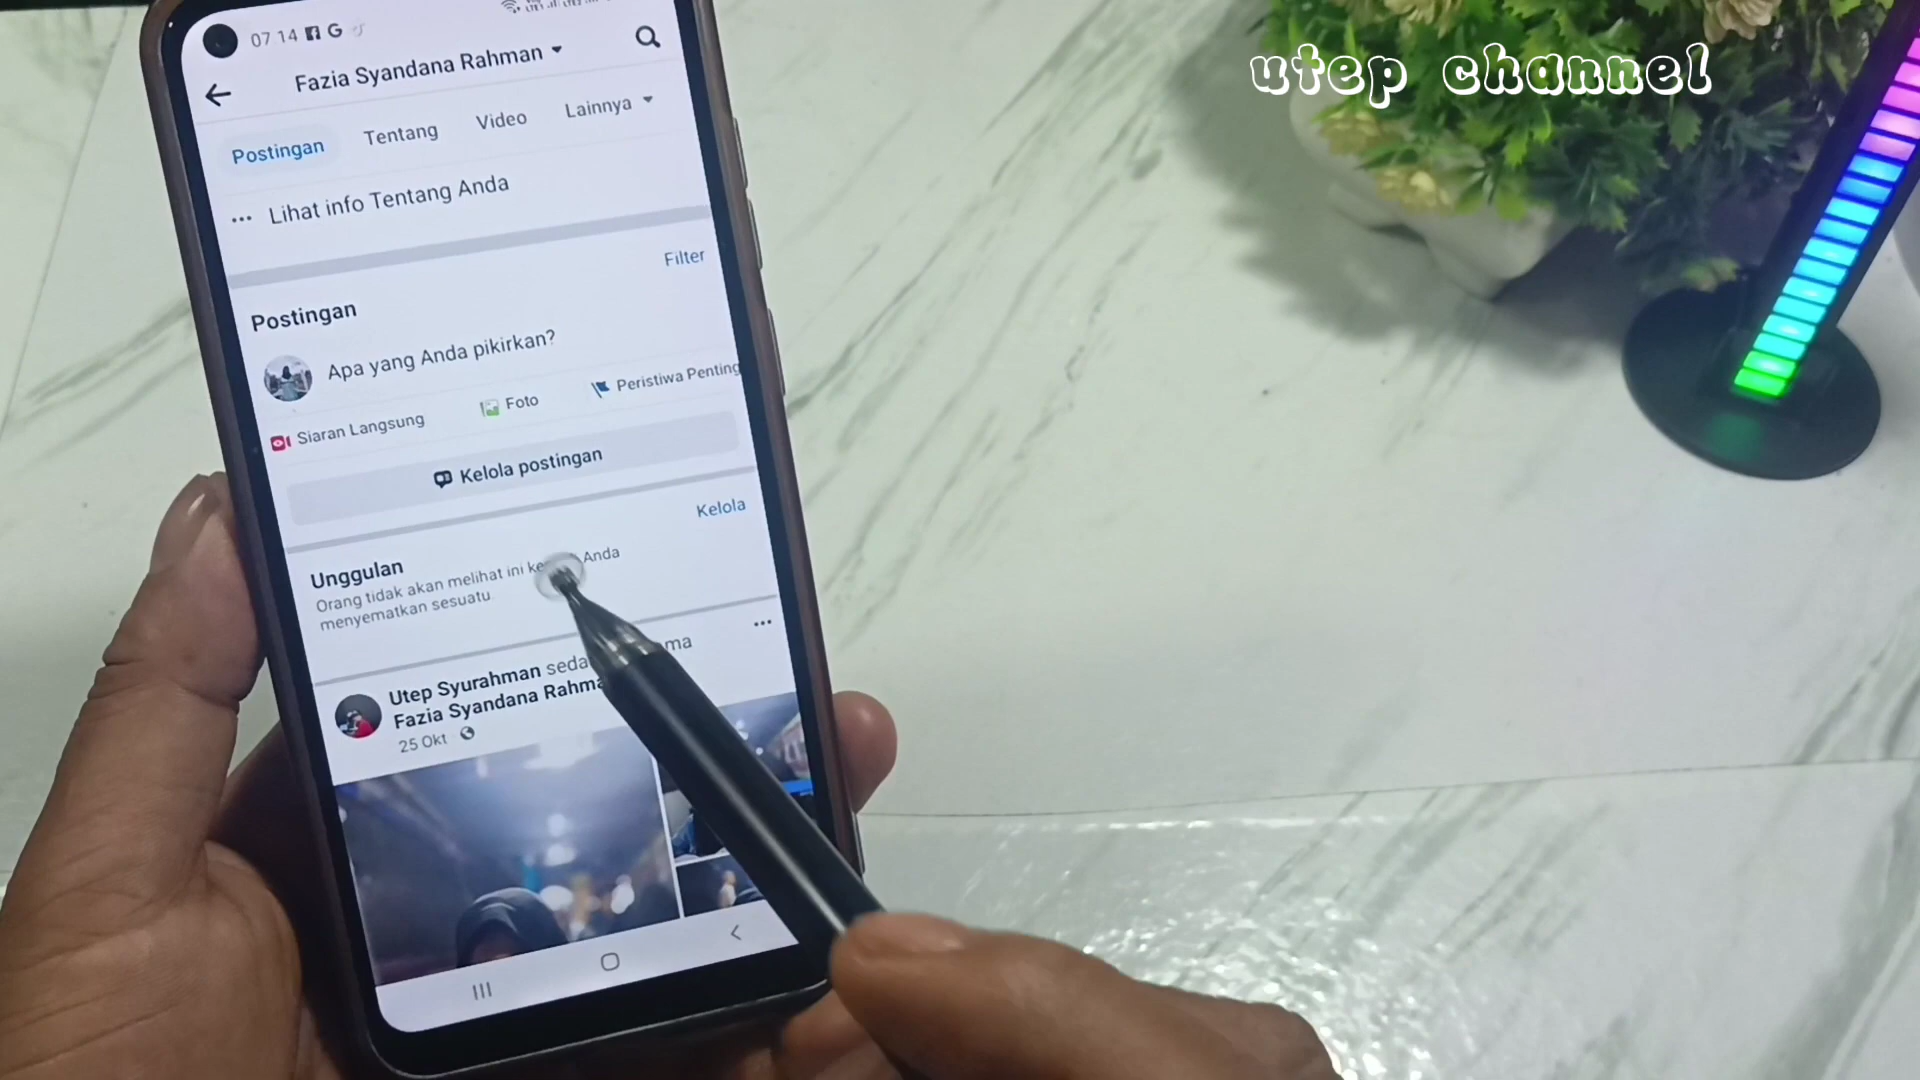 utep channel
07.14
Fazia Syandana Rahman
Postingan Tentang Video Lainnya
Lihat info Tentang Anda
Filter
Postingan
Apa yang Anda pikirkan?
Siaran Langsung Foto Peristiwa Penting
Kelola postingan
Kelola
Unggulan
Orang tidak akan melihat ini Anda
menyematkan sesuatu.
Utep Syurahman
Fazia Syandana
25 Okt